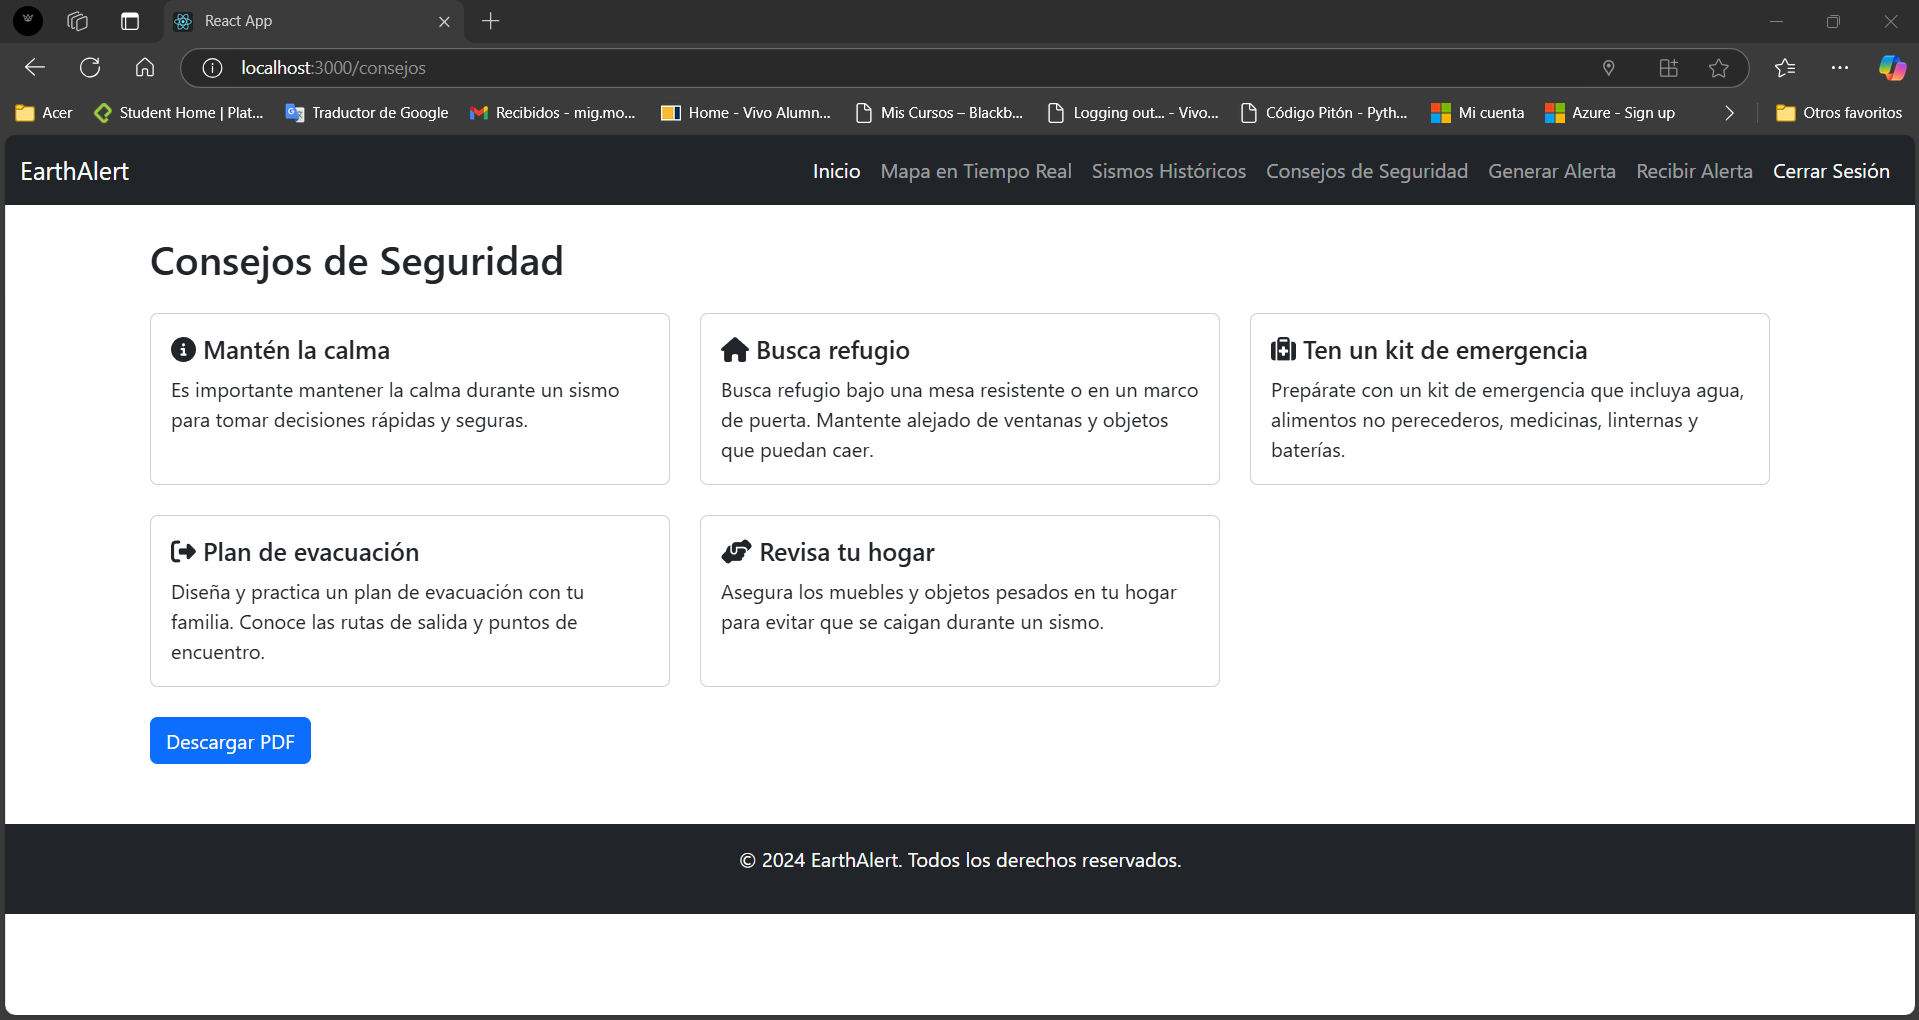 React App
localhost:3000/consejos
Acer
Student Home | Plat...
Traductor de Google
Recibidos - mig.mo...
Home - Vivo Alumn...
Mis Cursos – Blackb...
Logging out... - Vivo...
Código Pitón - Pyth...
Mi cuenta
Azure - Sign up
Otros favoritos
EarthAlert
Inicio
Mapa en Tiempo Real
Sismos Históricos
Consejos de Seguridad
Generar Alerta
Recibir Alerta
Cerrar Sesión
Consejos de Seguridad
Mantén la calma
Es importante mantener la calma durante un sismo
para tomar decisiones rápidas y seguras.
Busca refugio
Busca refugio bajo una mesa resistente o en un marco
de puerta. Mantente alejado de ventanas y objetos
que puedan caer.
Ten un kit de emergencia
Prepárate con un kit de emergencia que incluya agua,
alimentos no perecederos, medicinas, linternas y
baterías.
Plan de evacuación
Diseña y practica un plan de evacuación con tu
familia. Conoce las rutas de salida y puntos de
encuentro.
Revisa tu hogar
Asegura los muebles y objetos pesados en tu hogar
para evitar que se caigan durante un sismo.
Descargar PDF
© 2024 EarthAlert. Todos los derechos reservados.